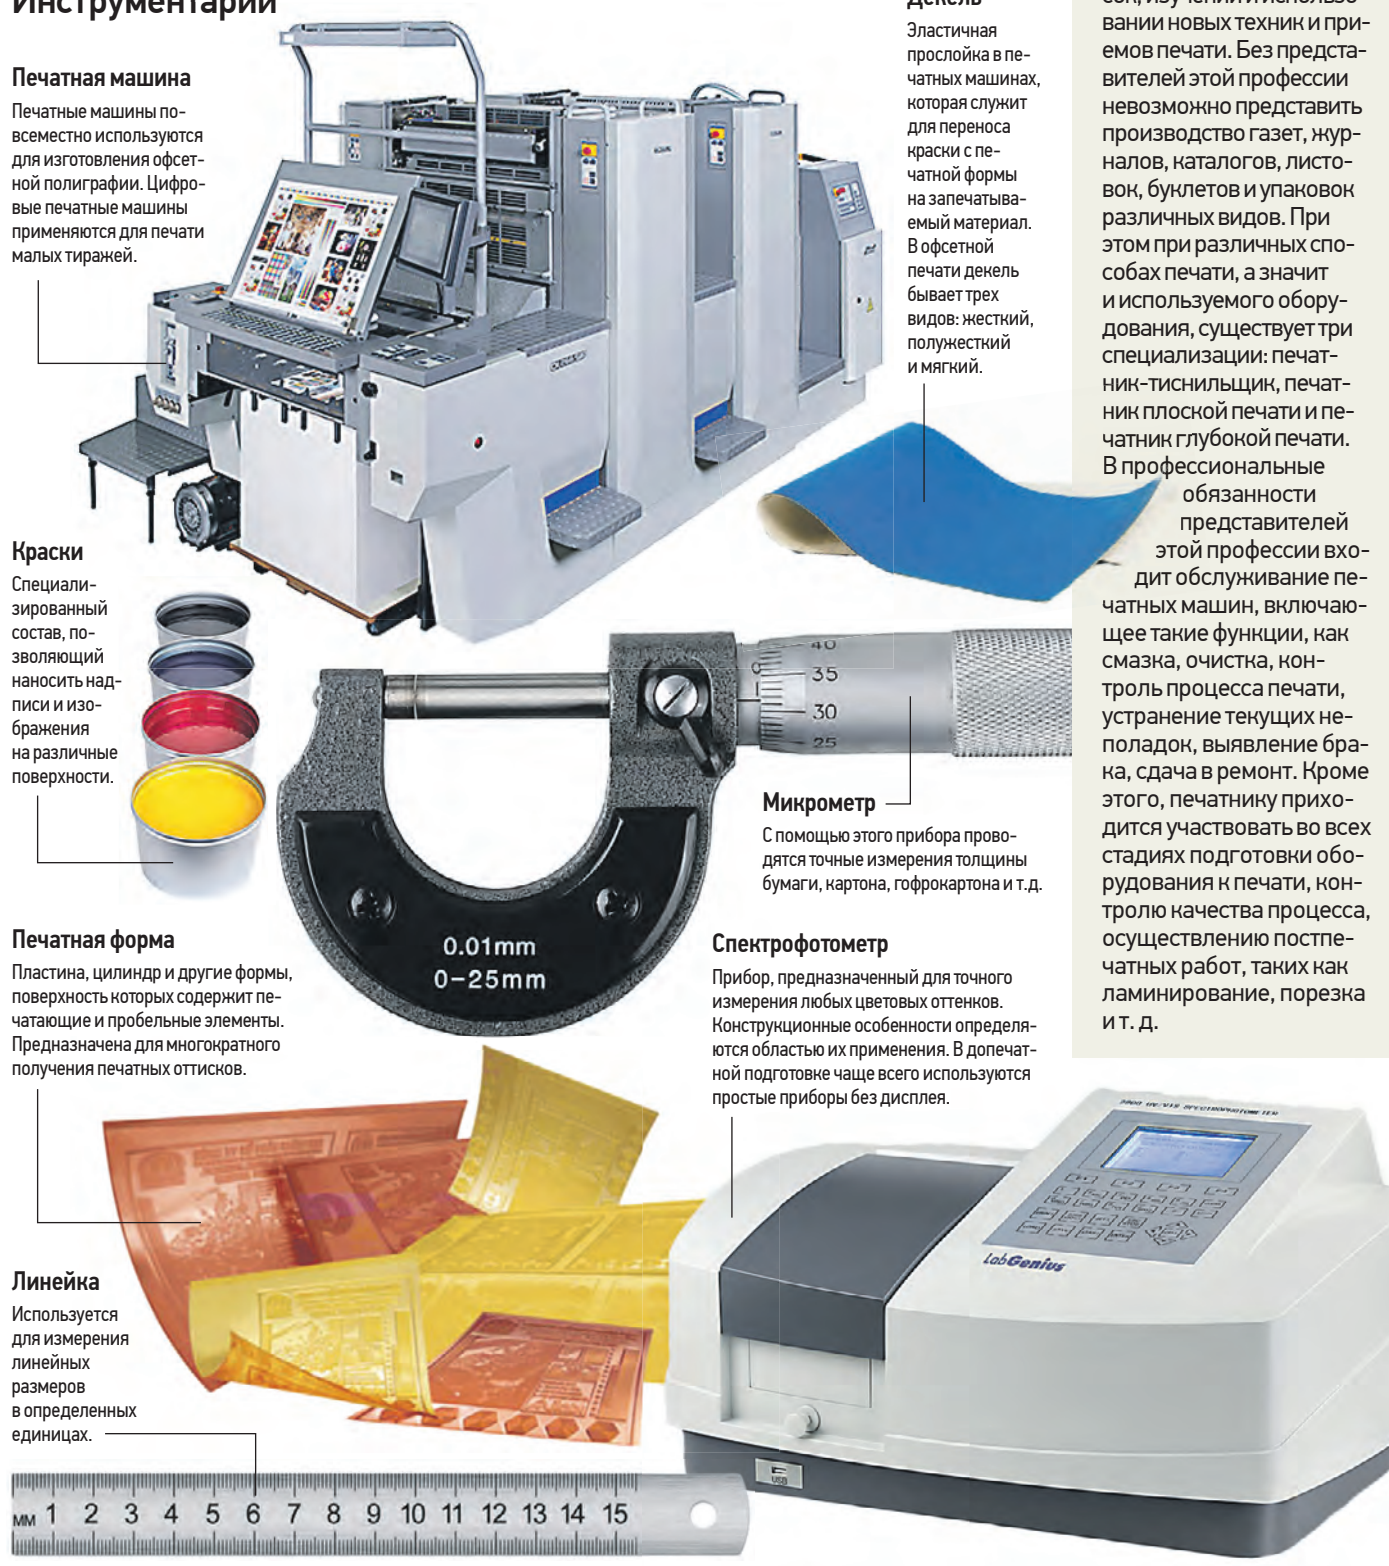 Инструментарий
Печатная машина
Печатные машины по-
всеместно используются
для изготовления офсет-
ной полиграфии. Цифро-
вые печатные машины
применяются для печати
малых тиражей.
Декель
Эластичная
прослойка в пе-
чатных машинах,
которая служит
для переноса
краски с пе-
чатной формы
на запечатыва-
емый материал.
В офсетной
печати декель
бывает трех
видов: жесткий,
полужесткий
и мягкий.
Краски
Специали-
зированный
состав, по-
зволяющий
наносить над-
писи и изо-
бражения
на различные
поверхности.
40
0
35
30
25
0.01mm
0–25mm
Микрометр
С помощью этого прибора прово-
дятся точные измерения толщины
бумаги, картона, гофрокартона и т.д.
Печатная форма
Пластина, цилиндр и другие формы,
поверхность которых содержит пе-
чатающие и пробельные элементы.
Предназначена для многократного
получения печатных оттисков.
Спектрофотометр
Прибор, предназначенный для точного
измерения любых цветовых оттенков.
Конструкционные особенности определя-
ются областью их применения. В допечат-
ной подготовке чаще всего используются
простые приборы без дисплея.
UV/VIS SPECTROPHOTOMETER
LabGenius
USB
Линейка
Используется
для измерения
линейных
размеров
в определенных
единицах.
мм 1 2 3 4 5 6 7 8 9 10 11 12 13 14 15
сок, изучении и использо-
вании новых техник и при-
емов печати. Без предста-
вителей этой профессии
невозможно представить
производство газет, жур-
налов, каталогов, листо-
вок, буклетов и упаковок
различных видов. При
этом при различных спо-
собах печати, а значит
и используемого обору-
дования, существует три
специализации: печат-
ник-тиснильщик, печат-
ник плоской печати и пе-
чатник глубокой печати.
В профессиональные
обязанности
представителей
этой профессии вхо-
дит обслуживание пе-
чатных машин, включаю-
щее такие функции, как
смазка, очистка, кон-
троль процесса печати,
устранение текущих не-
поладок, выявление бра-
ка, сдача в ремонт. Кроме
этого, печатнику прихо-
дится участвовать во всех
стадиях подготовки обо-
рудования к печати, кон-
тролю качества процесса,
осуществлению постпе-
чатных работ, таких как
ламинирование, порезка
и т. д.